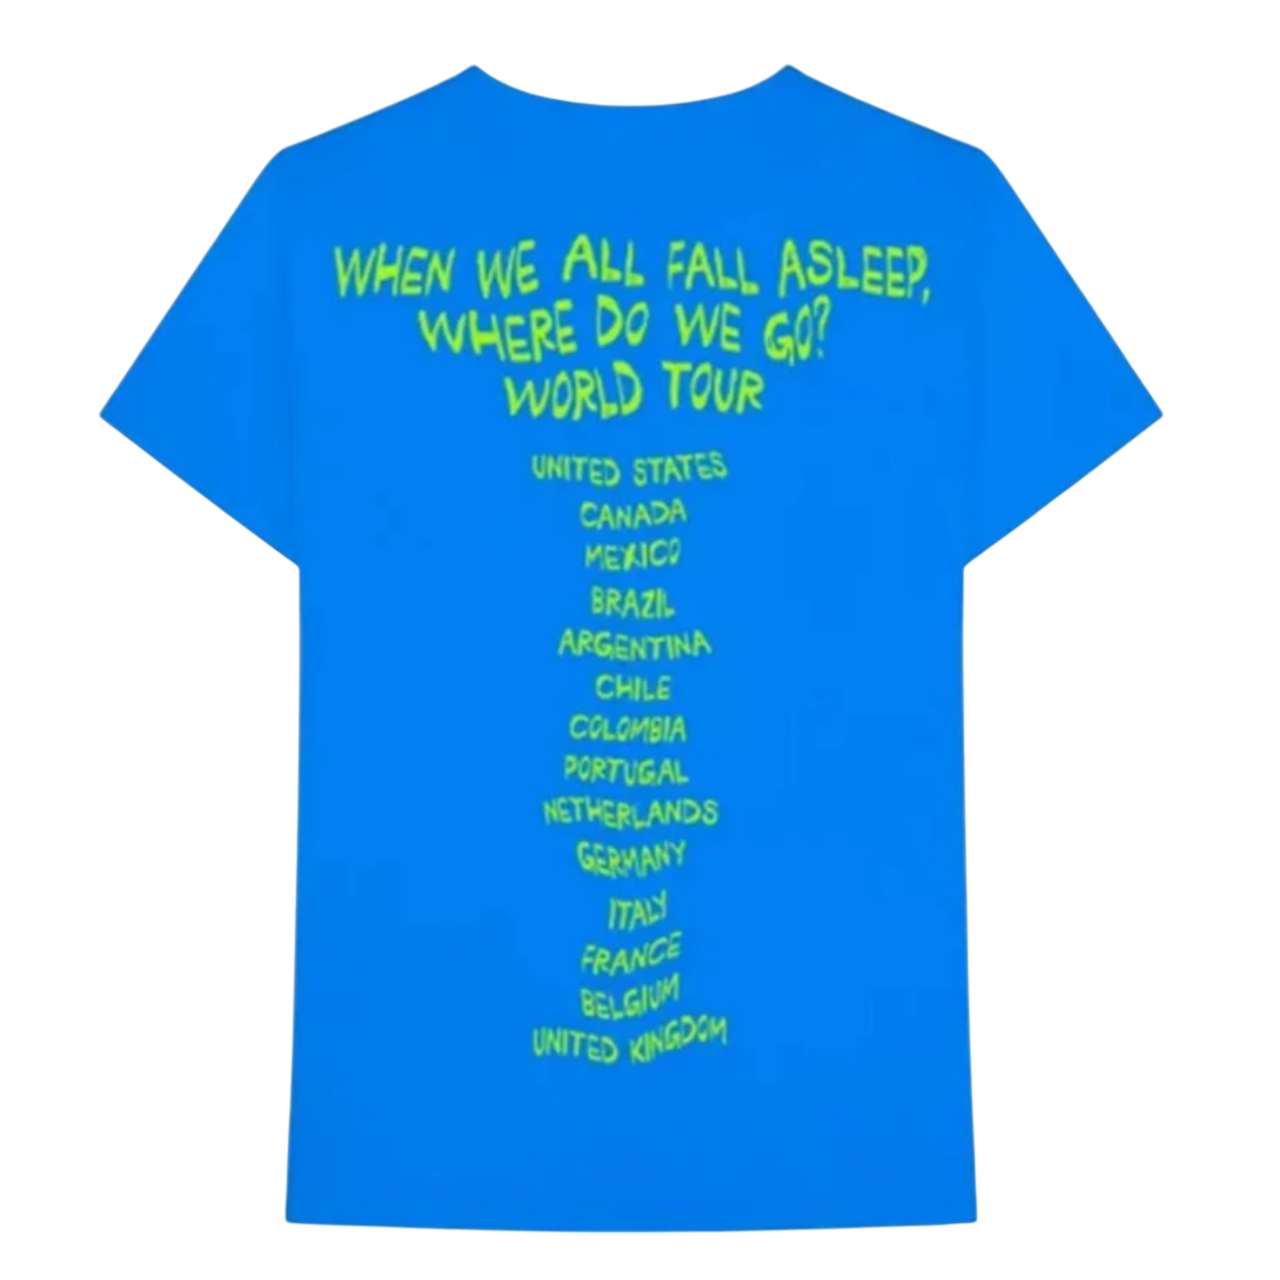 WHEN WE ALL FALL ASLEEP,
WHERE DO WE GO?
WORLD TOUR
UNITED STATES
CANADA
MEXICO
BRAZIL
ARGENTINA
CHILE
COLOMBIA
PORTUGAL
NETHERLANDS
GERMANY
ITALY
FRANCE
BELGIUM
UNITED KINGDOM